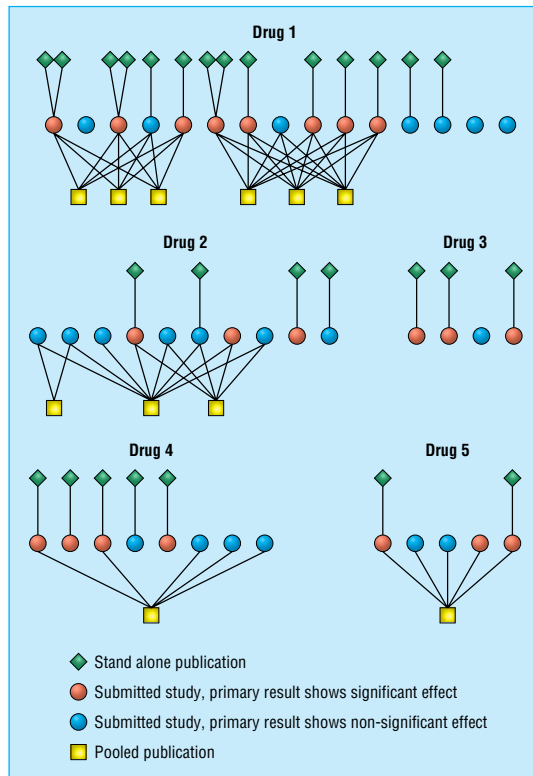 Drug 1
Drug 2
Drug 3
Drug 4
Drug 5
Stand alone publication
Submitted study, primary result shows significant effect
Submitted study, primary result shows non-significant effect
Pooled publication